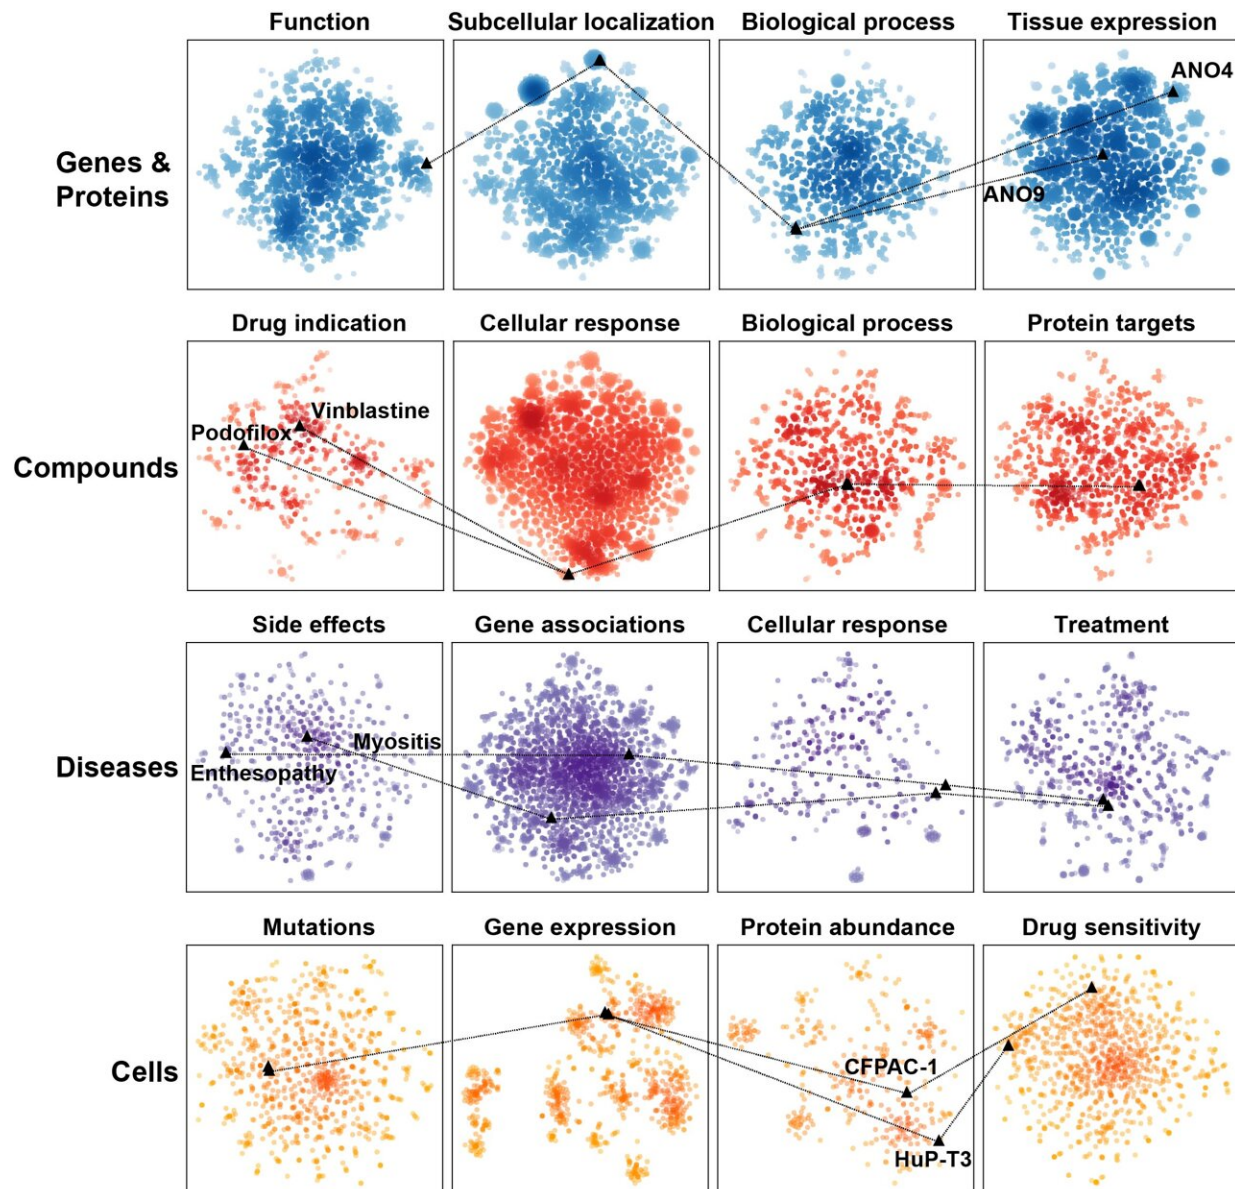 Function
Subcellular localization
Biological process
Tissue expression
Genes &
Proteins
ANO4
ANO9
Drug indication
Cellular response
Biological process
Protein targets
Compounds
Vinblastine
Podofilox
Side effects
Gene associations
Cellular response
Treatment
Diseases
Myositis
Enthesopathy
Mutations
Gene expression
Protein abundance
Drug sensitivity
Cells
CFPAC-1
HuP-T3